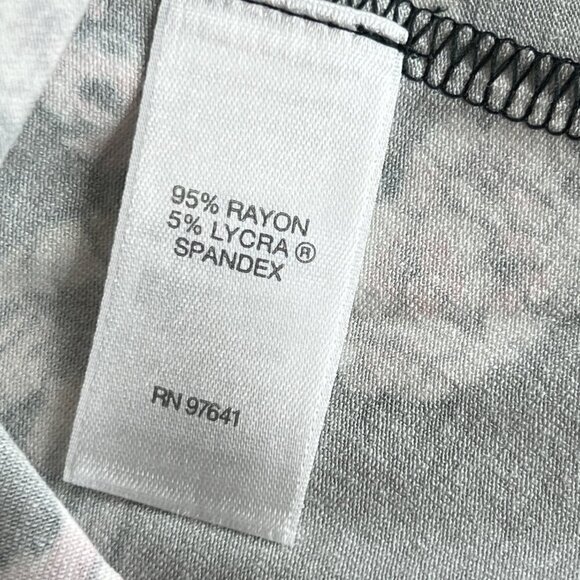 95% RAYON
5% LYCRA ®
SPANDEX
RN 97641